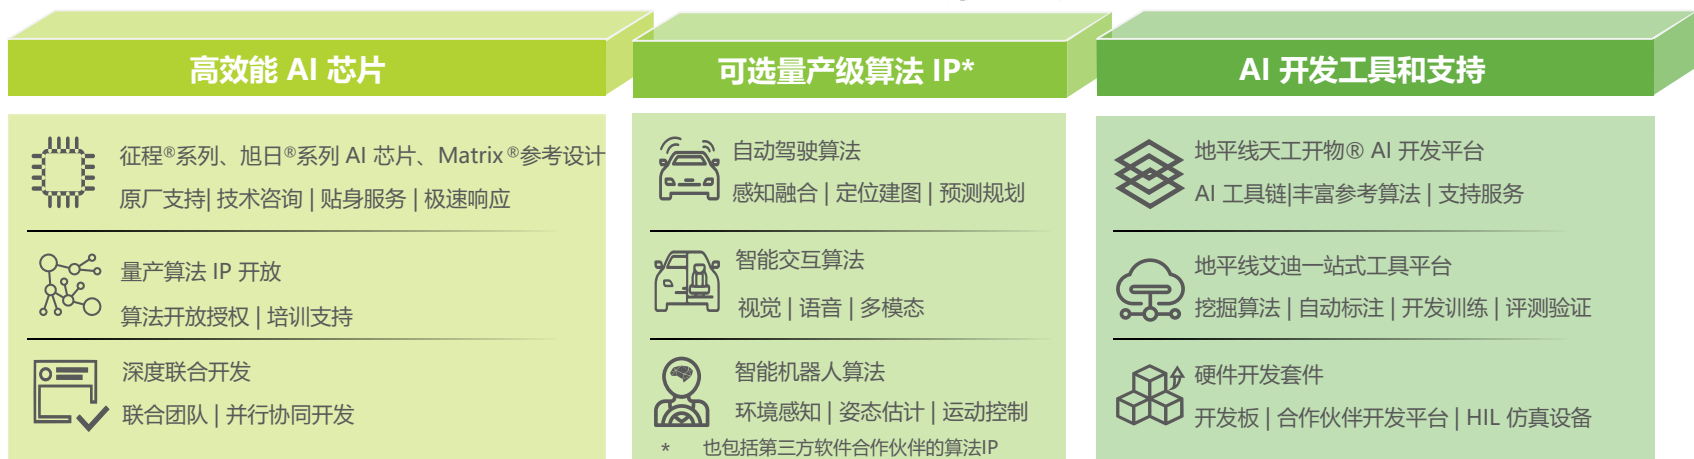 高效能 AI 芯片
征程®系列、旭日®系列 AI 芯片、Matrix ®参考设计
原厂支持| 技术咨询 | 贴身服务 | 极速响应
量产算法 IP 开放
算法开放授权 | 培训支持
深度联合开发
联合团队 | 并行协同开发
可选量产级算法 IP*
自动驾驶算法
感知融合 | 定位建图 | 预测规划
智能交互算法
视觉 | 语音 | 多模态
智能机器人算法
环境感知 | 姿态估计 | 运动控制
* 也包括第三方软件合作伙伴的算法IP
AI 开发工具和支持
地平线天工开物® AI 开发平台
AI 工具链|丰富参考算法 | 支持服务
地平线艾迪一站式工具平台
挖掘算法 | 自动标注 | 开发训练 | 评测验证
硬件开发套件
开发板 | 合作伙伴开发平台 | HIL 仿真设备